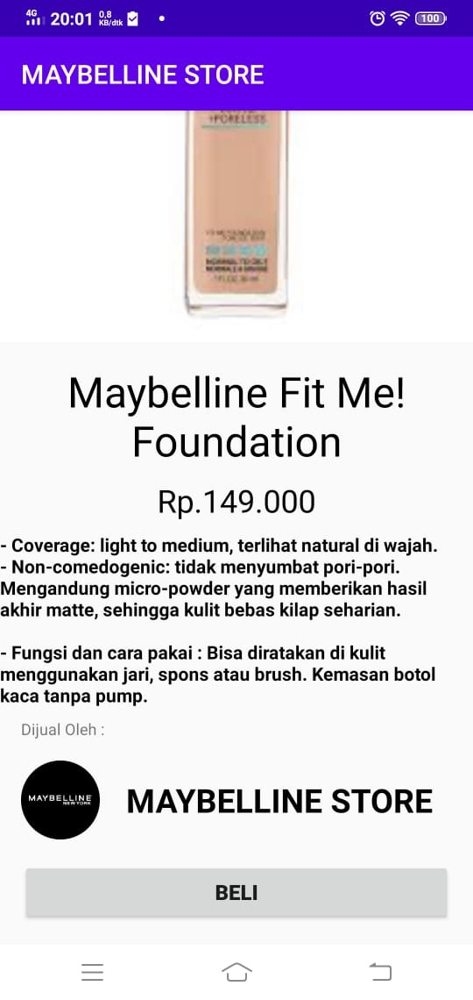 4G
20:01
0,8
KB/dtk
100
MAYBELLINE STORE
+PORELESS
NORMAL TO OILY
Maybelline Fit Me!
Foundation
Rp.149.000
- Coverage: light to medium, terlihat natural di wajah.
- Non-comedogenic: tidak menyumbat pori-pori.
Mengandung micro-powder yang memberikan hasil
akhir matte, sehingga kulit bebas kilap seharian.
- Fungsi dan cara pakai : Bisa diratakan di kulit
menggunakan jari, spons atau brush. Kemasan botol
kaca tanpa pump.
Dijual Oleh :
MAYBELLINE
NEW YORK
MAYBELLINE STORE
BELI